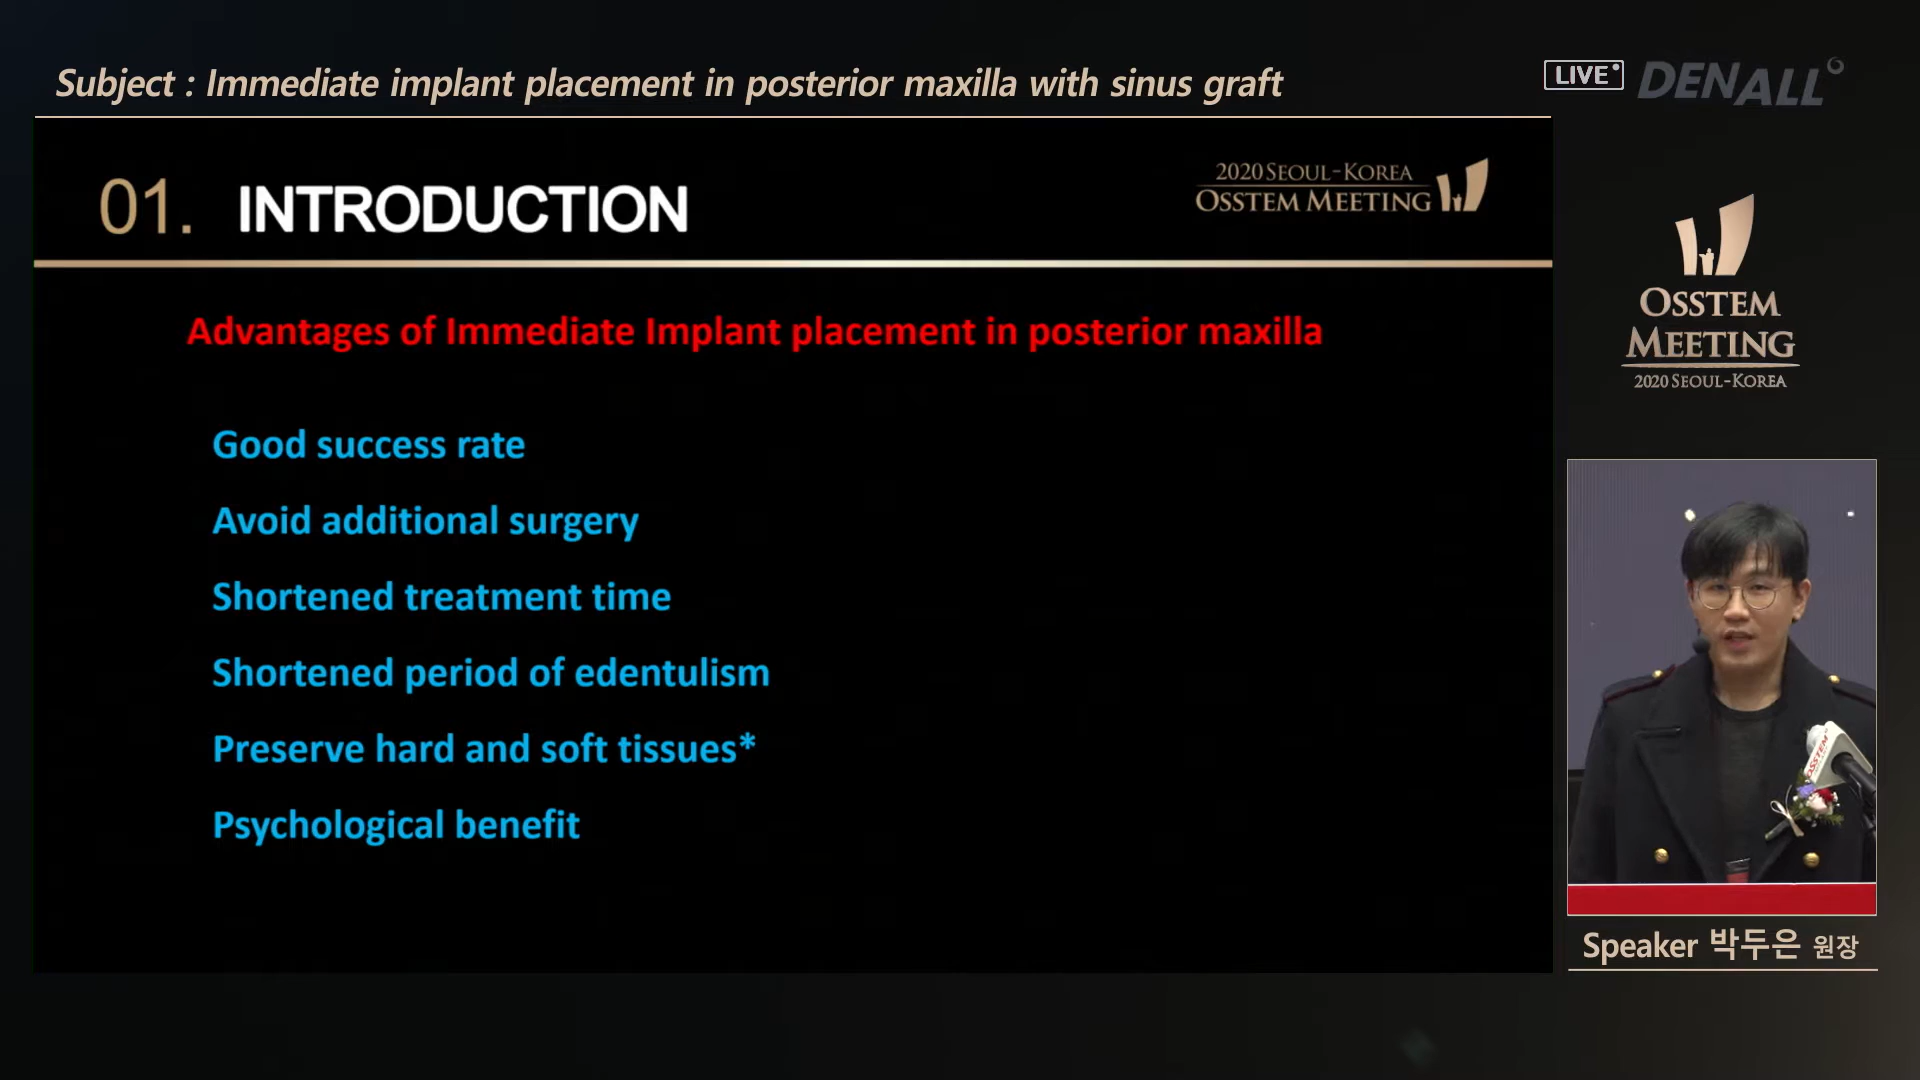 Subject : Immediate implant placement in posterior maxilla with sinus graft
LIVE
DENALL
01. INTRODUCTION
2020 SEOUL-KOREA
OSSTEM MEETING
Advantages of Immediate Implant placement in posterior maxilla
Good success rate
Avoid additional surgery
Shortened treatment time
Shortened period of edentulism
Preserve hard and soft tissues*
Psychological benefit
OSSTEM
MEETING
2020 SEOUL-KOREA
OSSTEM
Speaker 박두은 원장